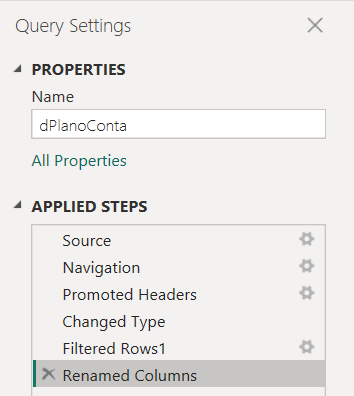 Query Settings
PROPERTIES
Name
dPlanoConta
All Properties
APPLIED STEPS
Source
Navigation
Promoted Headers
Changed Type
Filtered Rows1
Renamed Columns